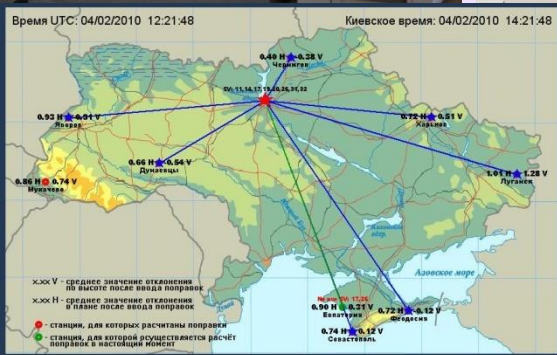 Время UTC: 04/02/2010 12:21:48
Киевское время: 04/02/2010 14:21:48
0.40 H 0.38 V
Чернигов
0.93 H 0.31 V
Яворов
0.72 H 0.51 V
Харьков
0.66 H 0.54 V
Дунаевцы
1.01 H 1.28 V
Луганск
0.86 H 0.74 V
Мукачево
Азовское море
x.xx V - среднее значение отклонения
по высоте после ввода поправок
x.xx H - среднее значение отклонения
в плане после ввода поправок
0.90 H 0.31 V
Евпатория
0.72 H 0.12 V
Феодосия
0.74 H 0.12 V
Севастополь
- станции, для которых расчитаны поправки
- станция, для которой осуществляется расчёт
поправок в настоящий момент